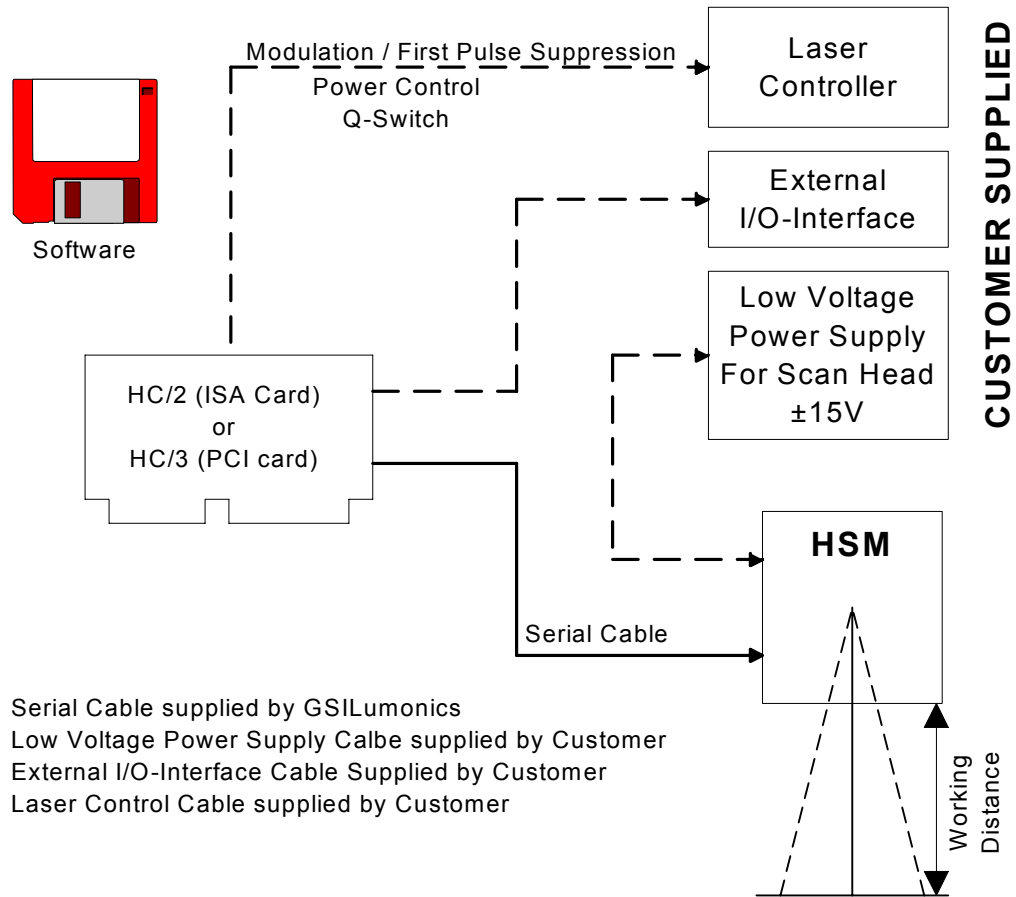 Modulation / First Pulse Suppression
Power Control
Q-Switch
Laser
Controller
CUSTOMER SUPPLIED
External
I/O-Interface
Software
Low Voltage
Power Supply
For Scan Head
±15V
HC/2 (ISA Card)
or
HC/3 (PCI card)
HSM
Serial Cable
Serial Cable supplied by GSILumonics
Low Voltage Power Supply Calbe supplied by Customer
External I/O-Interface Cable Supplied by Customer
Laser Control Cable supplied by Customer
Working
Distance